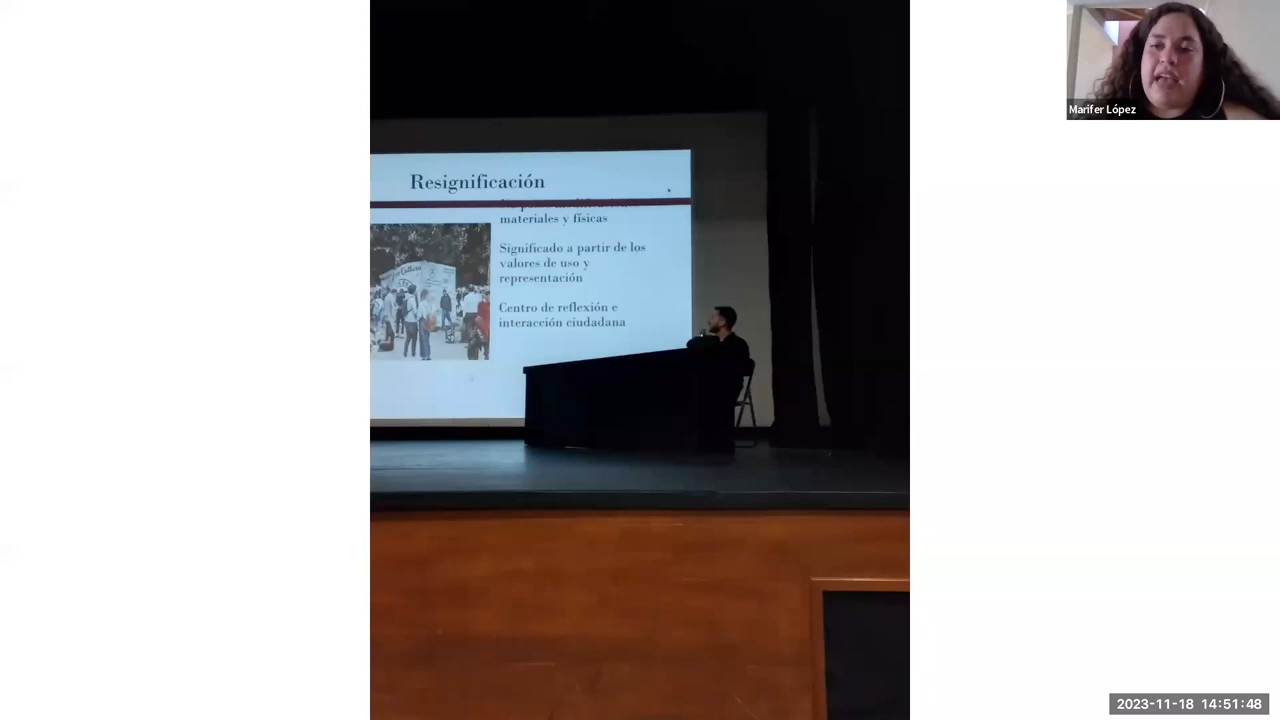 Marifer López
Resignificación
materiales y físicas
Significado a partir de los
valores de uso y
representación
Centro de reflexión e
interacción ciudadana
2023-11-18 14:51:48